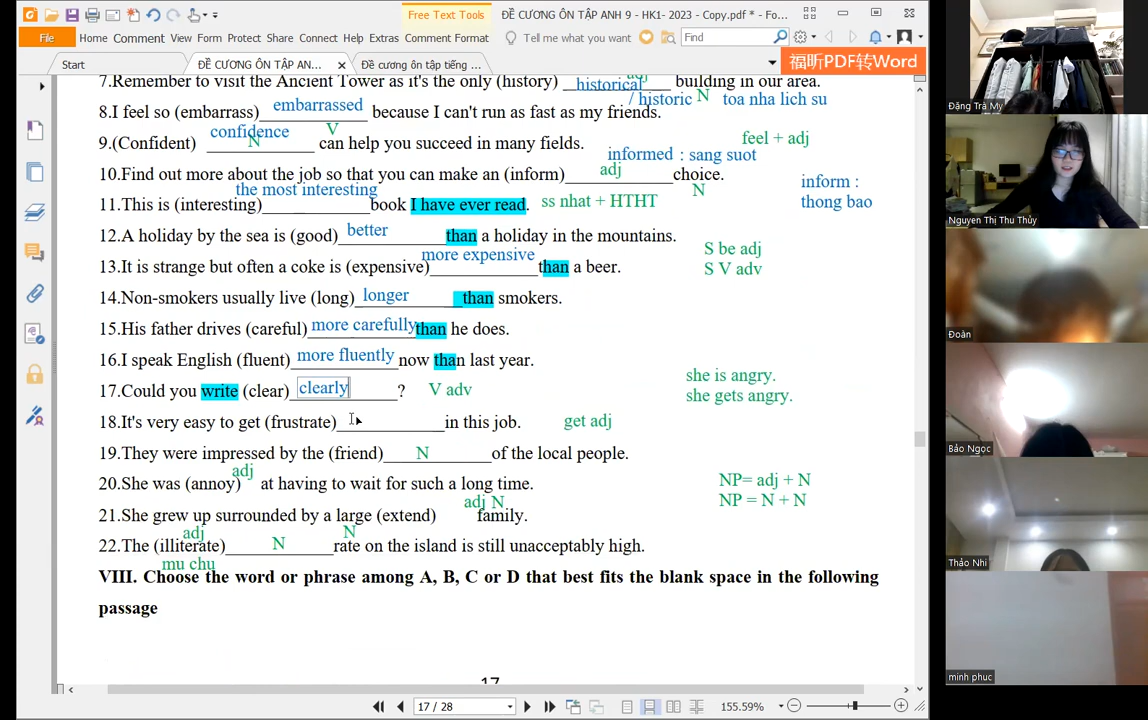 Free Text Tools
ĐỀ CƯƠNG ÔN TẬP ANH 9 - HK1- 2023 - Copy.pdf * - Fo...
File Home Comment View Form Protect Share Connect Help Extras Comment Format Tell me what you want... Find
Start ĐỀ CƯƠNG ÔN TẬP AN... Đề cương ôn tập tiếng ... 福昕PDF转Word
7.Remember to visit the Ancient Tower as it's the only (history) historical adj building in our area.
/ historic N toa nha lich su
8.I feel so (embarrass) embarrassed because I can't run as fast as my friends.
feel + adj
9.(Confident) confidence N V can help you succeed in many fields.
informed : sang suot
10.Find out more about the job so that you can make an (inform) adj choice.
N
inform :
thong bao
11.This is (interesting) the most interesting book I have ever read. ss nhat + HTHT
12.A holiday by the sea is (good) better than a holiday in the mountains.
S be adj
S V adv
13.It is strange but often a coke is (expensive) more expensive than a beer.
14.Non-smokers usually live (long) longer than smokers.
15.His father drives (careful) more carefully than he does.
16.I speak English (fluent) more fluently now than last year.
17.Could you write (clear) clearly ? V adv
she is angry.
she gets angry.
18.It's very easy to get (frustrate) in this job. get adj
19.They were impressed by the (friend) N of the local people.
20.She was (annoy) adj at having to wait for such a long time.
NP= adj + N
NP = N + N
21.She grew up surrounded by a large (extend) adj N family.
22.The (illiterate) adj N N rate on the island is still unacceptably high.
mu chu
VIII. Choose the word or phrase among A, B, C or D that best fits the blank space in the following
passage
17
17 / 28 155.59%
Đặng Trà My
Nguyen Thị Thu Thủy
Đoàn
Bảo Ngọc
Thảo Nhi
minh phuc